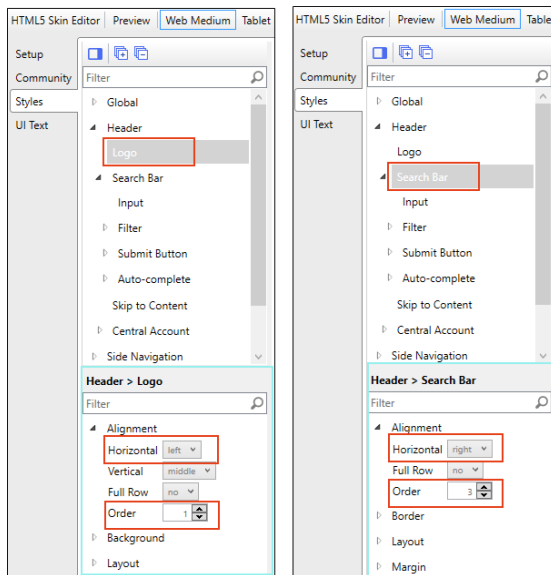 HTML5 Skin Editor Preview Web Medium Tablet
Setup
Community
Styles
UI Text
Filter
Global
Header
Logo
Search Bar
Input
Filter
Submit Button
Auto-complete
Skip to Content
Central Account
Side Navigation
Header > Logo
Filter
Alignment
Horizontal left
Vertical middle
Full Row no
Order 1
Background
Layout
HTML5 Skin Editor Preview Web Medium Table
Setup
Community
Styles
UI Text
Filter
Global
Header
Logo
Search Bar
Input
Filter
Submit Button
Auto-complete
Skip to Content
Central Account
Side Navigation
Header > Search Bar
Filter
Alignment
Horizontal right
Full Row no
Order 3
Border
Layout
Margin